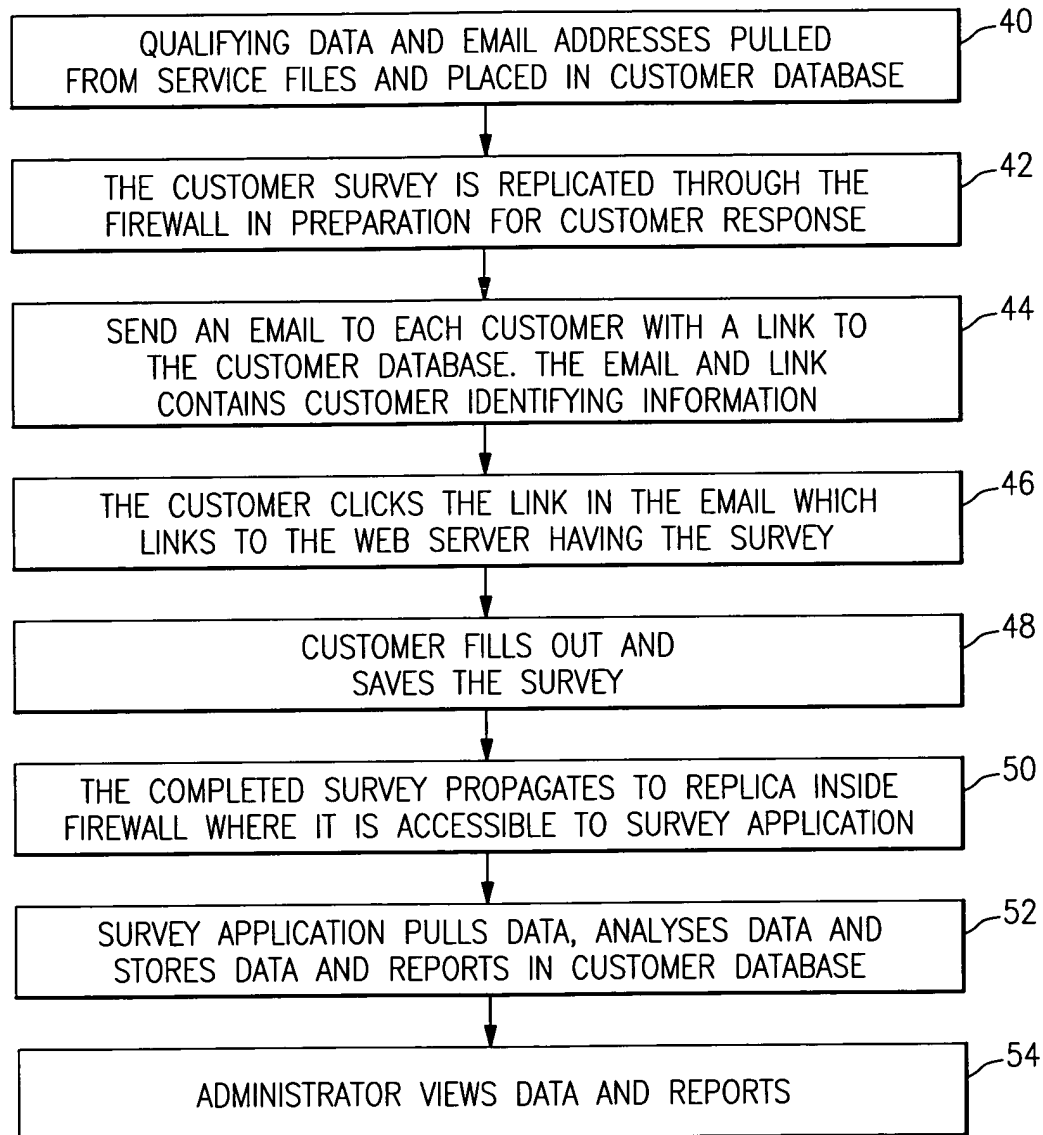 QUALIFYING DATA AND EMAIL ADDRESSES PULLED
FROM SERVICE FILES AND PLACED IN CUSTOMER DATABASE
40
THE CUSTOMER SURVEY IS REPLICATED THROUGH THE
FIREWALL IN PREPARATION FOR CUSTOMER RESPONSE
42
SEND AN EMAIL TO EACH CUSTOMER WITH A LINK TO
THE CUSTOMER DATABASE. THE EMAIL AND LINK
CONTAINS CUSTOMER IDENTIFYING INFORMATION
44
THE CUSTOMER CLICKS THE LINK IN THE EMAIL WHICH
LINKS TO THE WEB SERVER HAVING THE SURVEY
46
CUSTOMER FILLS OUT AND
SAVES THE SURVEY
48
THE COMPLETED SURVEY PROPAGATES TO REPLICA INSIDE
FIREWALL WHERE IT IS ACCESSIBLE TO SURVEY APPLICATION
50
SURVEY APPLICATION PULLS DATA, ANALYSES DATA AND
STORES DATA AND REPORTS IN CUSTOMER DATABASE
52
ADMINISTRATOR VIEWS DATA AND REPORTS
54